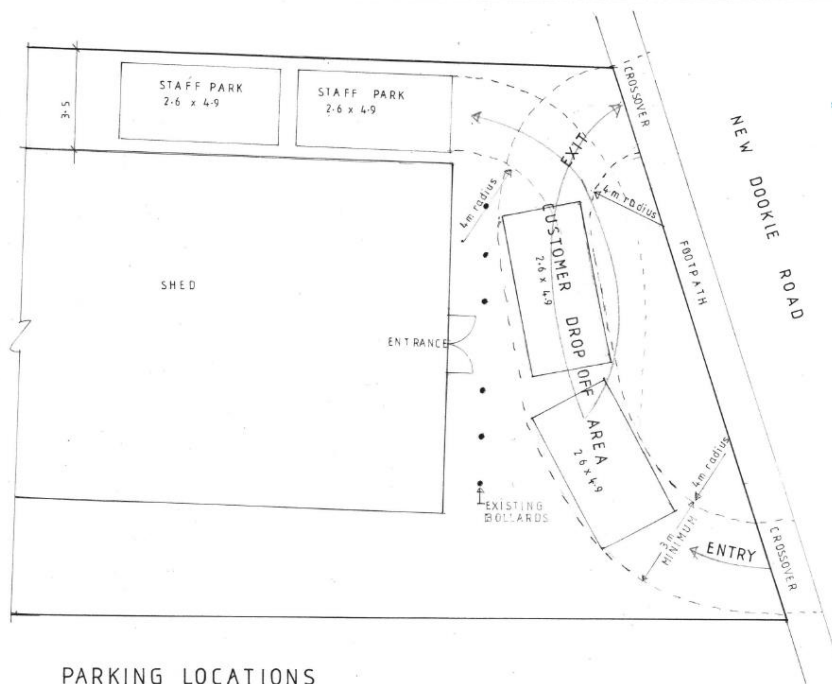 STAFF PARK
2·6 x 4·9
STAFF PARK
2·6 x 4·9
3·5
CROSSOVER
NEW DOOKIE ROAD
EXIT
4m radius
4m radius
CUSTOMER DROP OFF AREA
2·6 x 4·9
FOOTPATH
SHED
ENTRANCE
2·6 x 4·9
4m radius
EXISTING
BOLLARDS
3m
MINIMUM
ENTRY
CROSSOVER
PARKING LOCATIONS